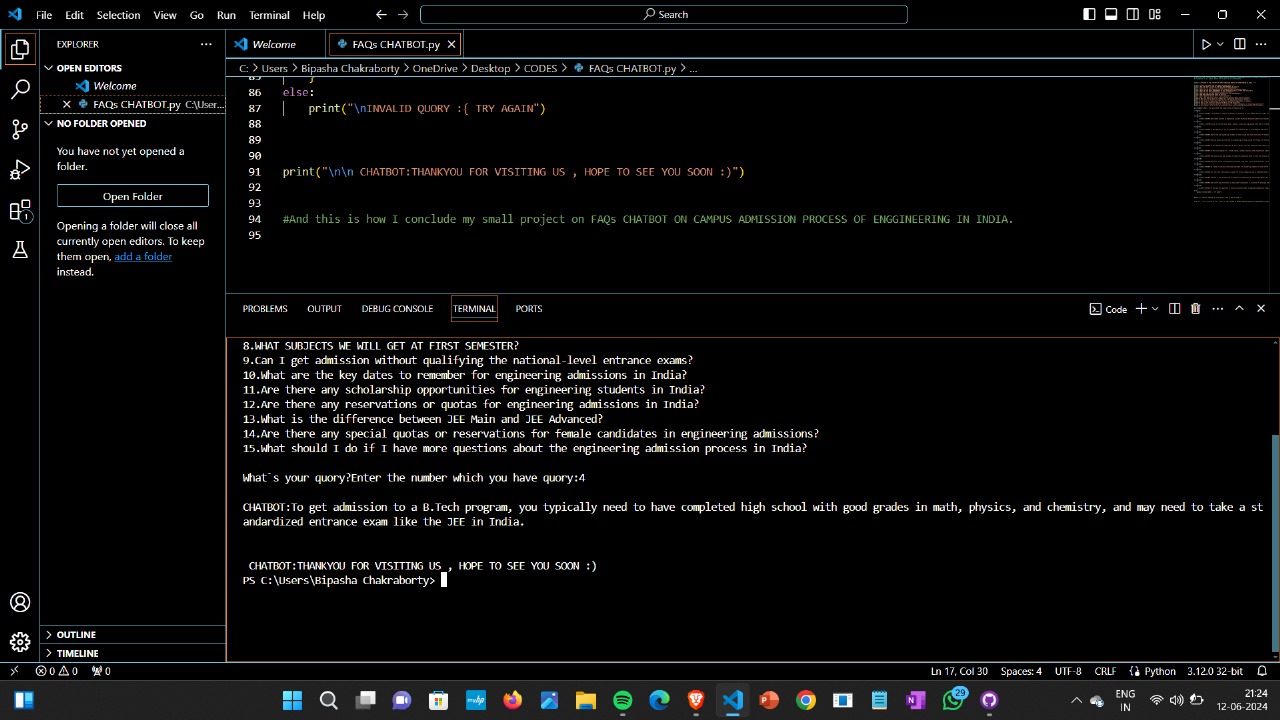 File Edit Selection View Go Run Terminal Help
Search
EXPLORER
Welcome
FAQs CHATBOT.py
OPEN EDITORS
Welcome
FAQs CHATBOT.py C:\User...
NO FOLDER OPENED
You have not yet opened a
folder.
Open Folder
Opening a folder will close all
currently open editors. To keep
them open, add a folder
instead.
OUTLINE
TIMELINE
C: > Users > Bipasha Chakraborty > OneDrive > Desktop > CODES > FAQs CHATBOT.py > ...
85 }
86 else:
87 print("\nINVALID QUORY :{ TRY AGAIN")
88
89
90
91 print("\n\n CHATBOT:THANKYOU FOR VISITING US , HOPE TO SEE YOU SOON :)")
92
93
94 #And this is how I conclude my small project on FAQs CHATBOT ON CAMPUS ADMISSION PROCESS OF ENGGINEERING IN INDIA.
95
PROBLEMS OUTPUT DEBUG CONSOLE TERMINAL PORTS
Code
8.WHAT SUBJECTS WE WILL GET AT FIRST SEMESTER?
9.Can I get admission without qualifying the national-level entrance exams?
10.What are the key dates to remember for engineering admissions in India?
11.Are there any scholarship opportunities for engineering students in India?
12.Are there any reservations or quotas for engineering admissions in India?
13.What is the difference between JEE Main and JEE Advanced?
14.Are there any special quotas or reservations for female candidates in engineering admissions?
15.What should I do if I have more questions about the engineering admission process in India?
What`s your quory?Enter the number which you have quory:4
CHATBOT:To get admission to a B.Tech program, you typically need to have completed high school with good grades in math, physics, and chemistry, and may need to take a st
andardized entrance exam like the JEE in India.
CHATBOT:THANKYOU FOR VISITING US , HOPE TO SEE YOU SOON :)
PS C:\Users\Bipasha Chakraborty>
0 0 0
Ln 17, Col 30 Spaces: 4 UTF-8 CRLF Python 3.12.0 32-bit
29
ENG
IN
21:24
12-06-2024